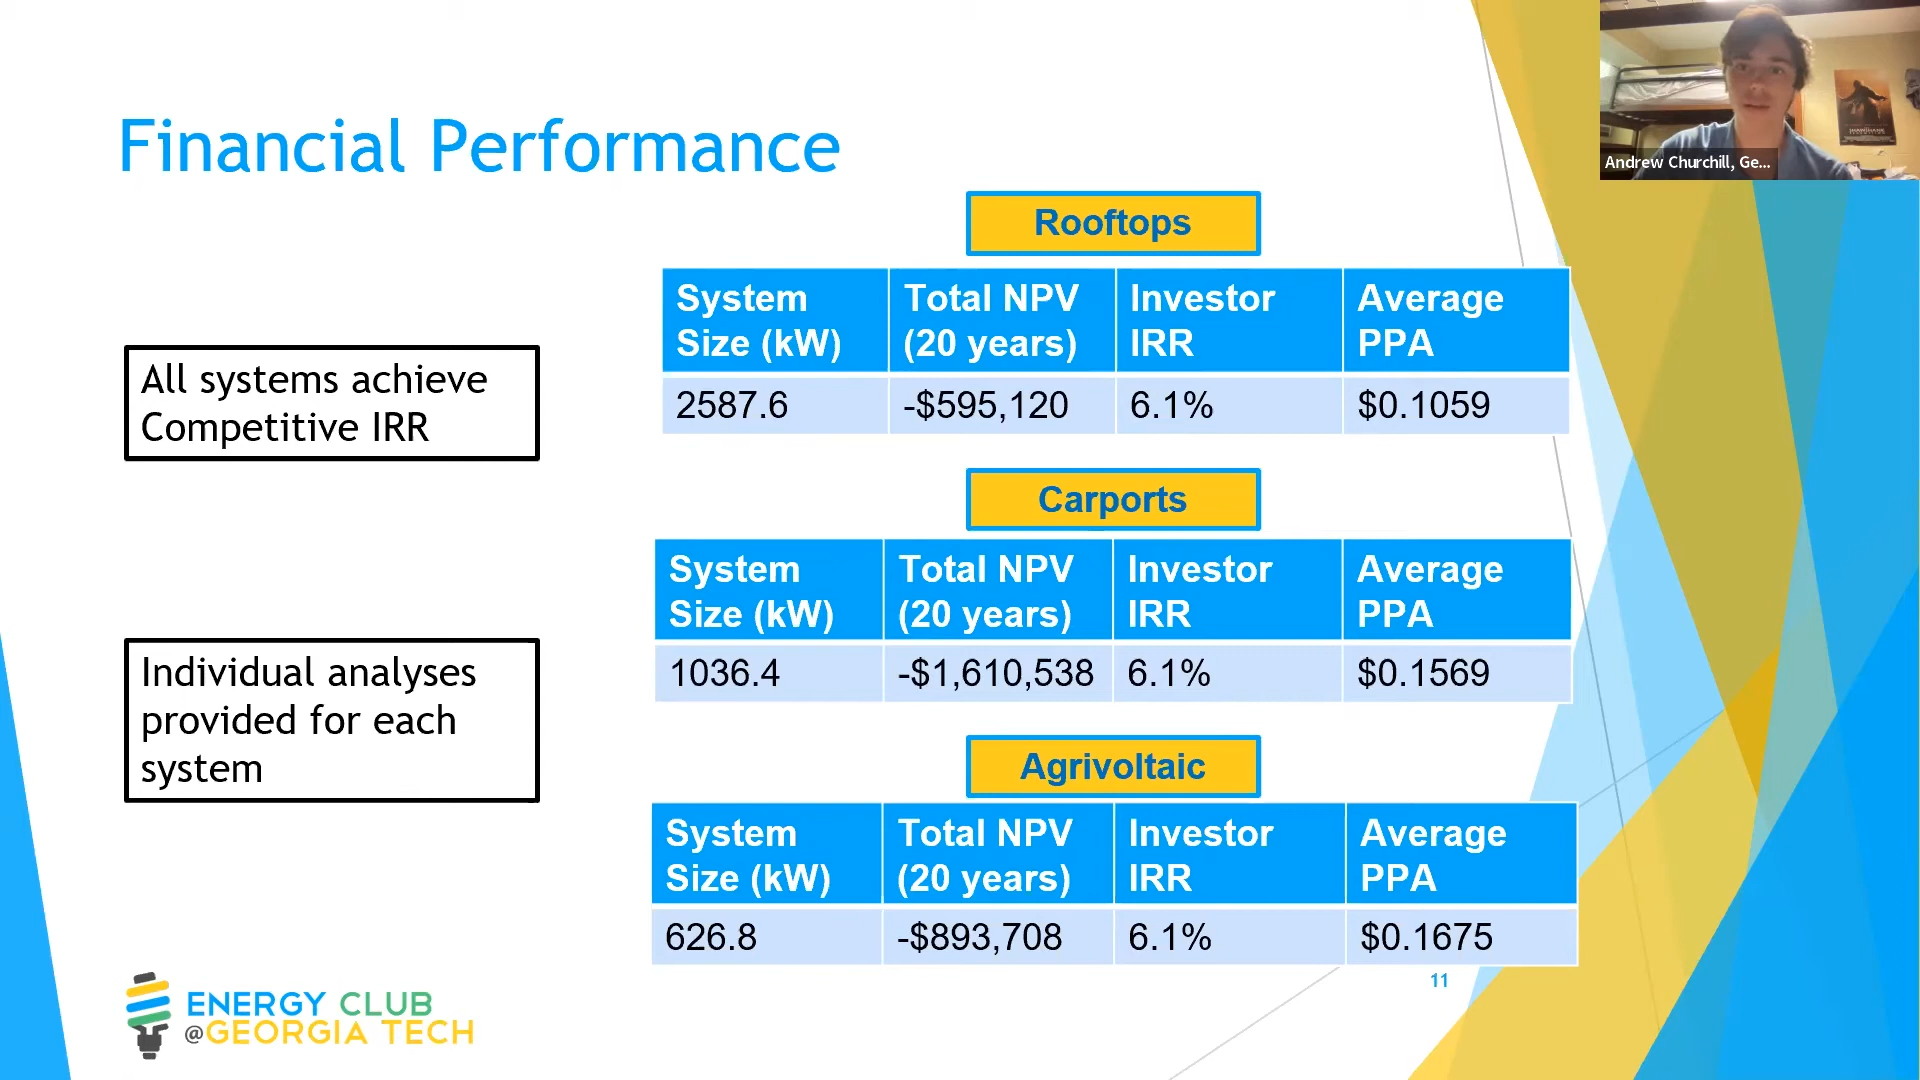 Financial Performance
Andrew Churchill, Ge...
All systems achieve
Competitive IRR
Individual analyses
provided for each
system
Rooftops
System Size (kW) Total NPV (20 years) Investor IRR Average PPA
2587.6 -$595,120 6.1% $0.1059
Carports
System Size (kW) Total NPV (20 years) Investor IRR Average PPA
1036.4 -$1,610,538 6.1% $0.1569
Agrivoltaic
System Size (kW) Total NPV (20 years) Investor IRR Average PPA
626.8 -$893,708 6.1% $0.1675
11
ENERGY CLUB
@GEORGIA TECH